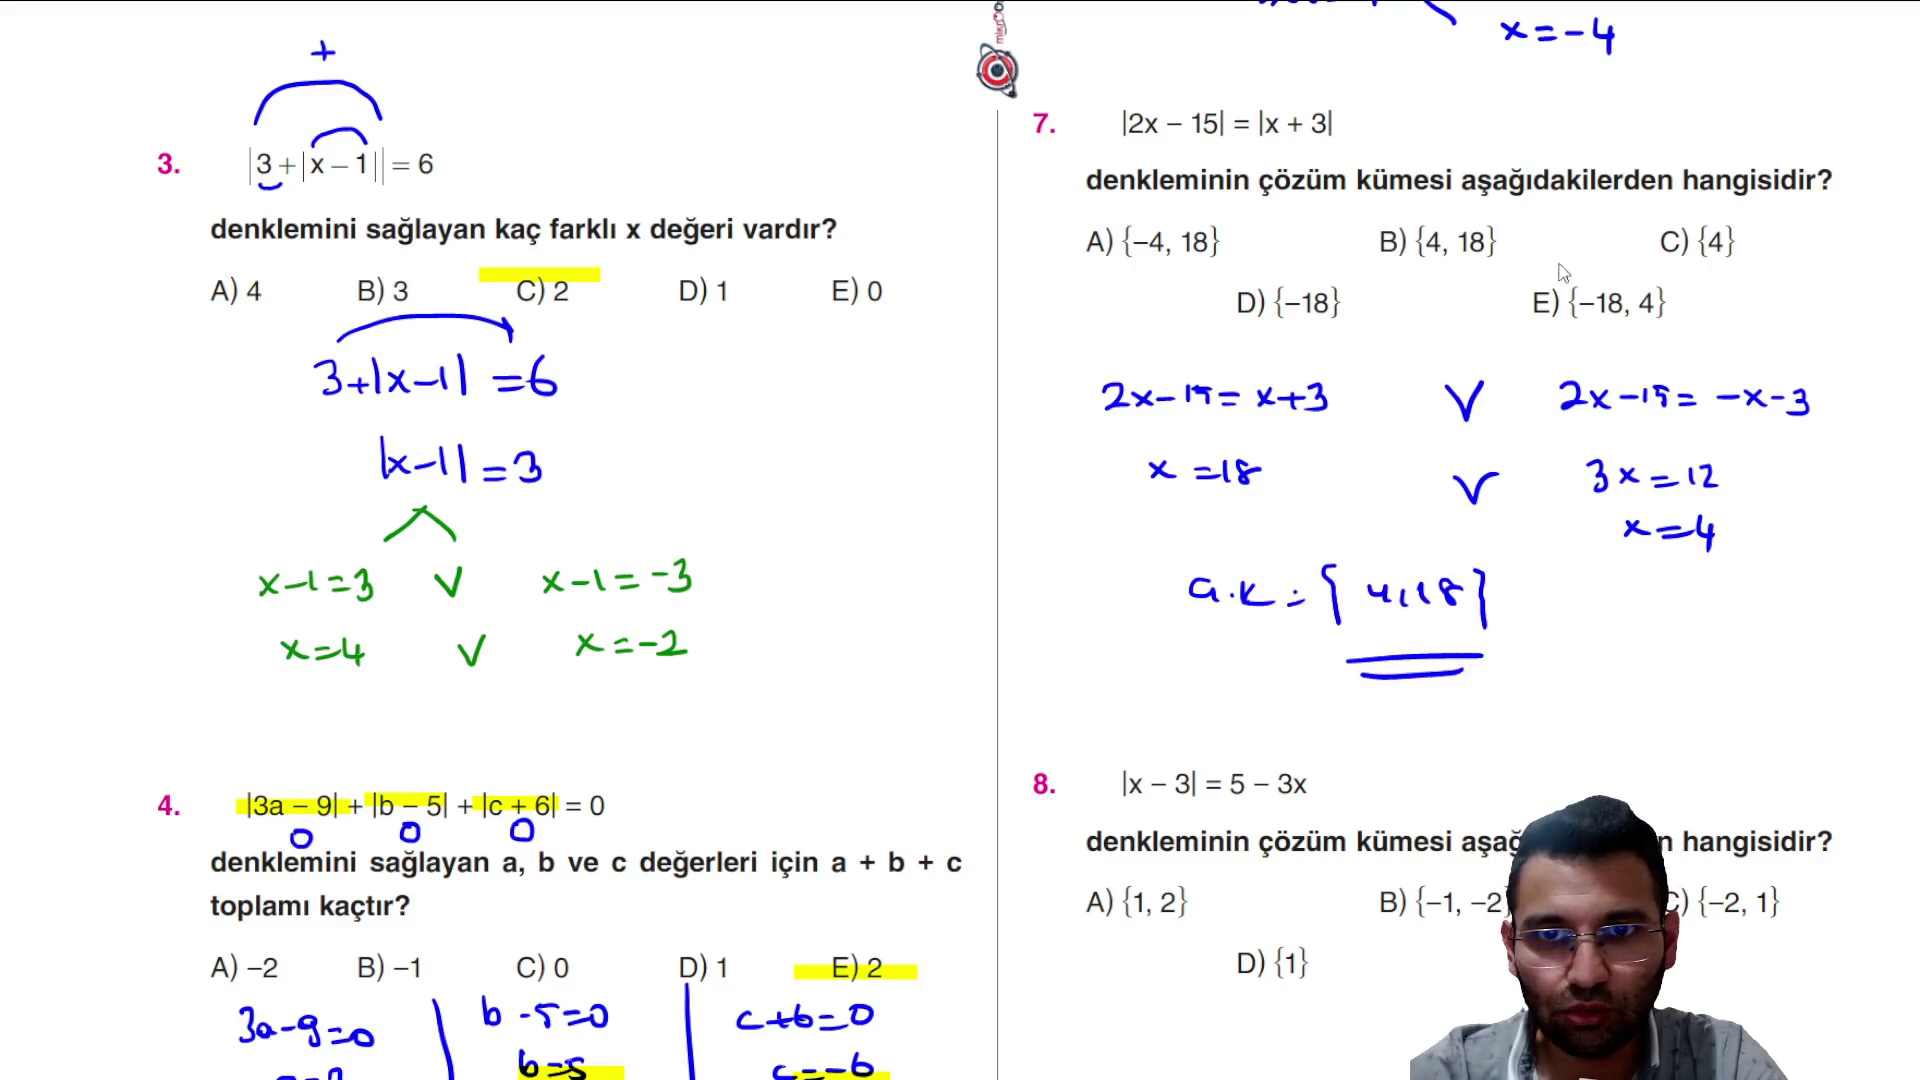 +
3. |3 + |x – 1|| = 6
denklemini sağlayan kaç farklı x değeri vardır?
A) 4 B) 3 C) 2 D) 1 E) 0
3+|x-1| = 6
|x-1| = 3
x-1=3 V x-1=-3
x=4 V x=-2
4. |3a – 9| + |b – 5| + |c + 6| = 0
0 0 0
denklemini sağlayan a, b ve c değerleri için a + b + c
toplamı kaçtır?
A) –2 B) –1 C) 0 D) 1 E) 2
3a-9=0 b-5=0 c+6=0
b=5 c=-6
x=-4
7. |2x – 15| = |x + 3|
denkleminin çözüm kümesi aşağıdakilerden hangisidir?
A) {–4, 18} B) {4, 18} C) {4}
D) {–18} E) {–18, 4}
2x-15=x+3 V 2x-15=-x-3
x=18 V 3x=12
x=4
Ç.K = {4,18}
8. |x – 3| = 5 – 3x
denkleminin çözüm kümesi hangisidir?
A) {1, 2} B) {–1, –2 C) {–2, 1}
D) {1}